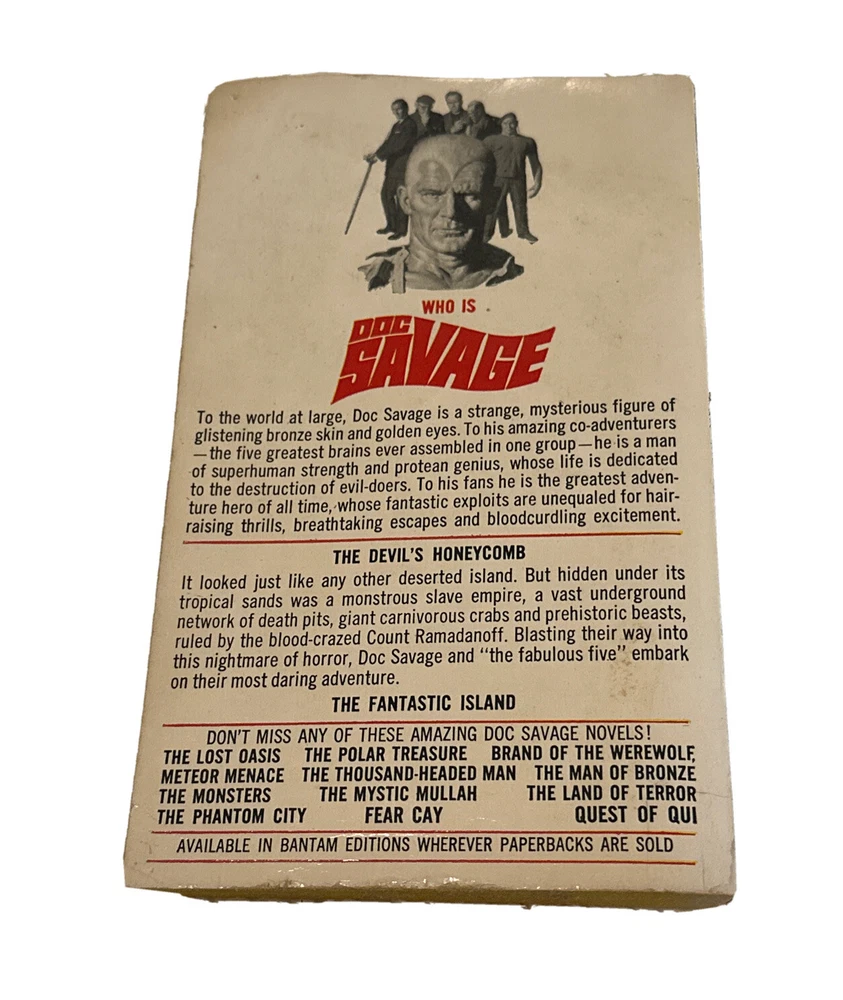 WHO IS
DOC
SAVAGE
To the world at large, Doc Savage is a strange, mysterious figure of
glistening bronze skin and golden eyes. To his amazing co-adventurers
—the five greatest brains ever assembled in one group—he is a man
of superhuman strength and protean genius, whose life is dedicated
to the destruction of evil-doers. To his fans he is the greatest adven-
ture hero of all time, whose fantastic exploits are unequaled for hair-
raising thrills, breathtaking escapes and bloodcurdling excitement.
THE DEVIL'S HONEYCOMB
It looked just like any other deserted island. But hidden under its
tropical sands was a monstrous slave empire, a vast underground
network of death pits, giant carnivorous crabs and prehistoric beasts,
ruled by the blood-crazed Count Ramadanoff. Blasting their way into
this nightmare of horror, Doc Savage and "the fabulous five" embark
on their most daring adventure.
THE FANTASTIC ISLAND
DON'T MISS ANY OF THESE AMAZING DOC SAVAGE NOVELS!
THE LOST OASIS THE POLAR TREASURE BRAND OF THE WEREWOLF,
METEOR MENACE THE THOUSAND-HEADED MAN THE MAN OF BRONZE
THE MONSTERS THE MYSTIC MULLAH THE LAND OF TERROR
THE PHANTOM CITY FEAR CAY QUEST OF QUI
AVAILABLE IN BANTAM EDITIONS WHEREVER PAPERBACKS ARE SOLD